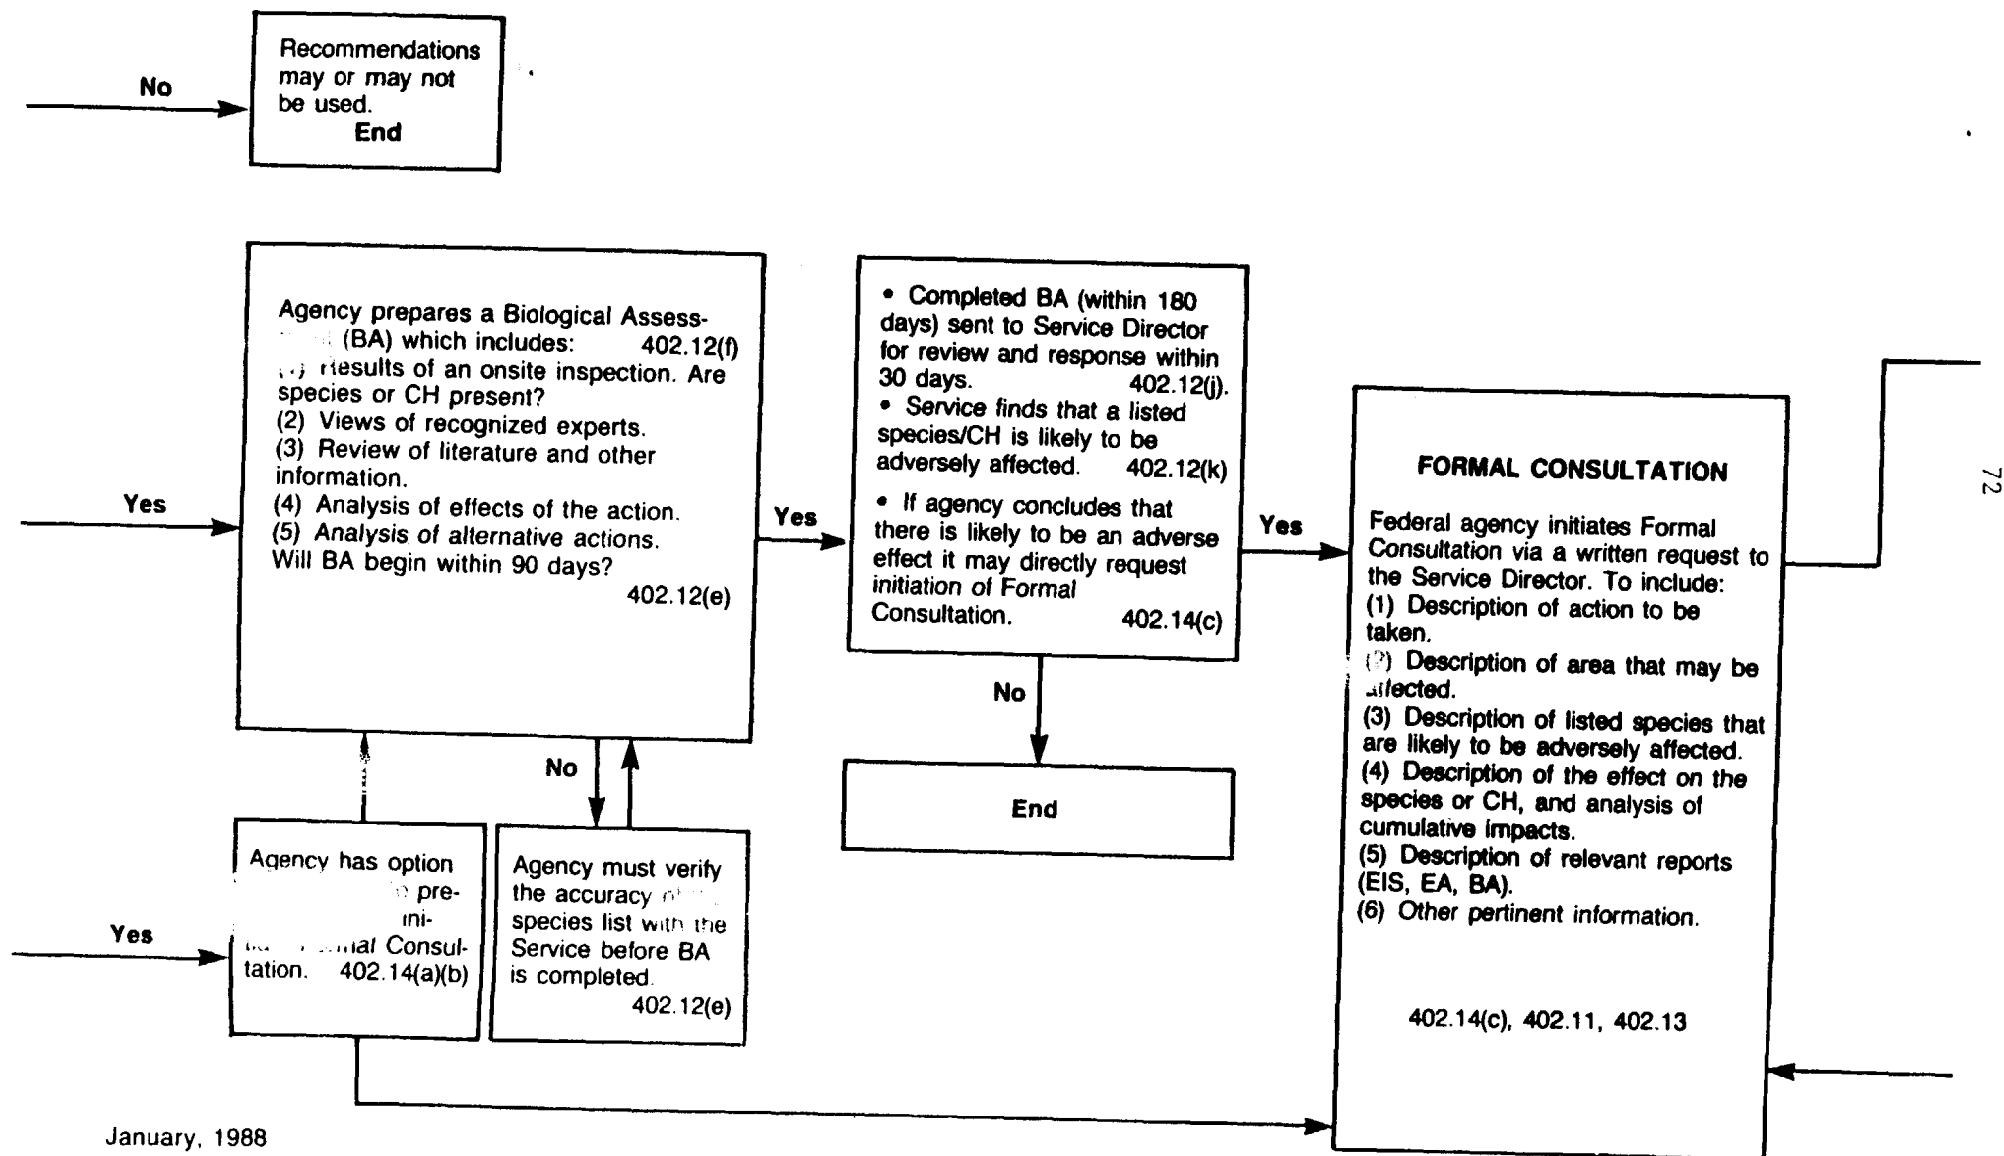 No
Recommendations
may or may not
be used.
End
Yes
Agency prepares a Biological Assess-
(BA) which includes: 402.12(f)
Results of an onsite inspection. Are
species or CH present?
(2) Views of recognized experts.
(3) Review of literature and other
information.
(4) Analysis of effects of the action.
(5) Analysis of alternative actions.
Will BA begin within 90 days?
402.12(e)
Yes
• Completed BA (within 180
days) sent to Service Director
for review and response within
30 days. 402.12(j).
• Service finds that a listed
species/CH is likely to be
adversely affected. 402.12(k)
• If agency concludes that
there is likely to be an adverse
effect it may directly request
initiation of Formal
Consultation. 402.14(c)
Yes
No
End
FORMAL CONSULTATION
Federal agency initiates Formal
Consultation via a written request to
the Service Director. To include:
(1) Description of action to be
taken.
(2) Description of area that may be
affected.
(3) Description of listed species that
are likely to be adversely affected.
(4) Description of the effect on the
species or CH, and analysis of
cumulative impacts.
(5) Description of relevant reports
(EIS, EA, BA).
(6) Other pertinent information.
402.14(c), 402.11, 402.13
72
No
Yes
Agency has option
pre-
ini-
Formal Consul-
tation. 402.14(a)(b)
Agency must verify
the accuracy of
species list with the
Service before BA
is completed.
402.12(e)
January, 1988